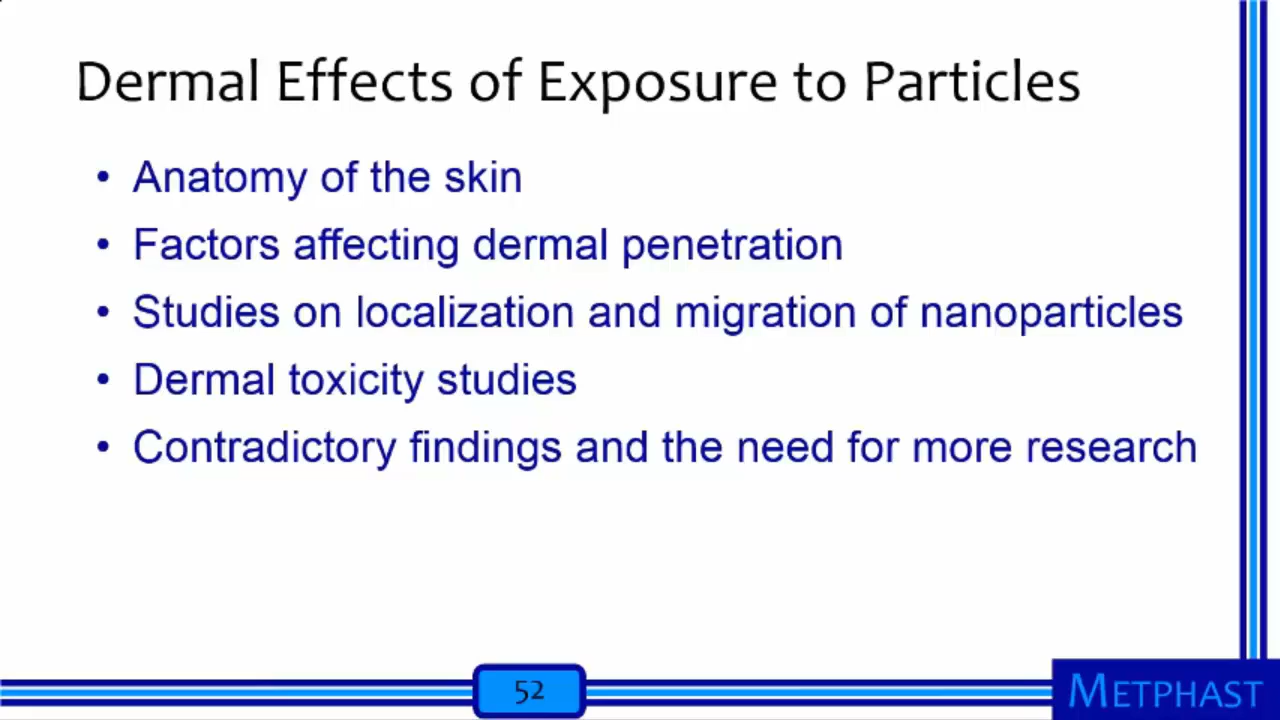 Dermal Effects of Exposure to Particles
• Anatomy of the skin
• Factors affecting dermal penetration
• Studies on localization and migration of nanoparticles
• Dermal toxicity studies
• Contradictory findings and the need for more research
52
METPHAST